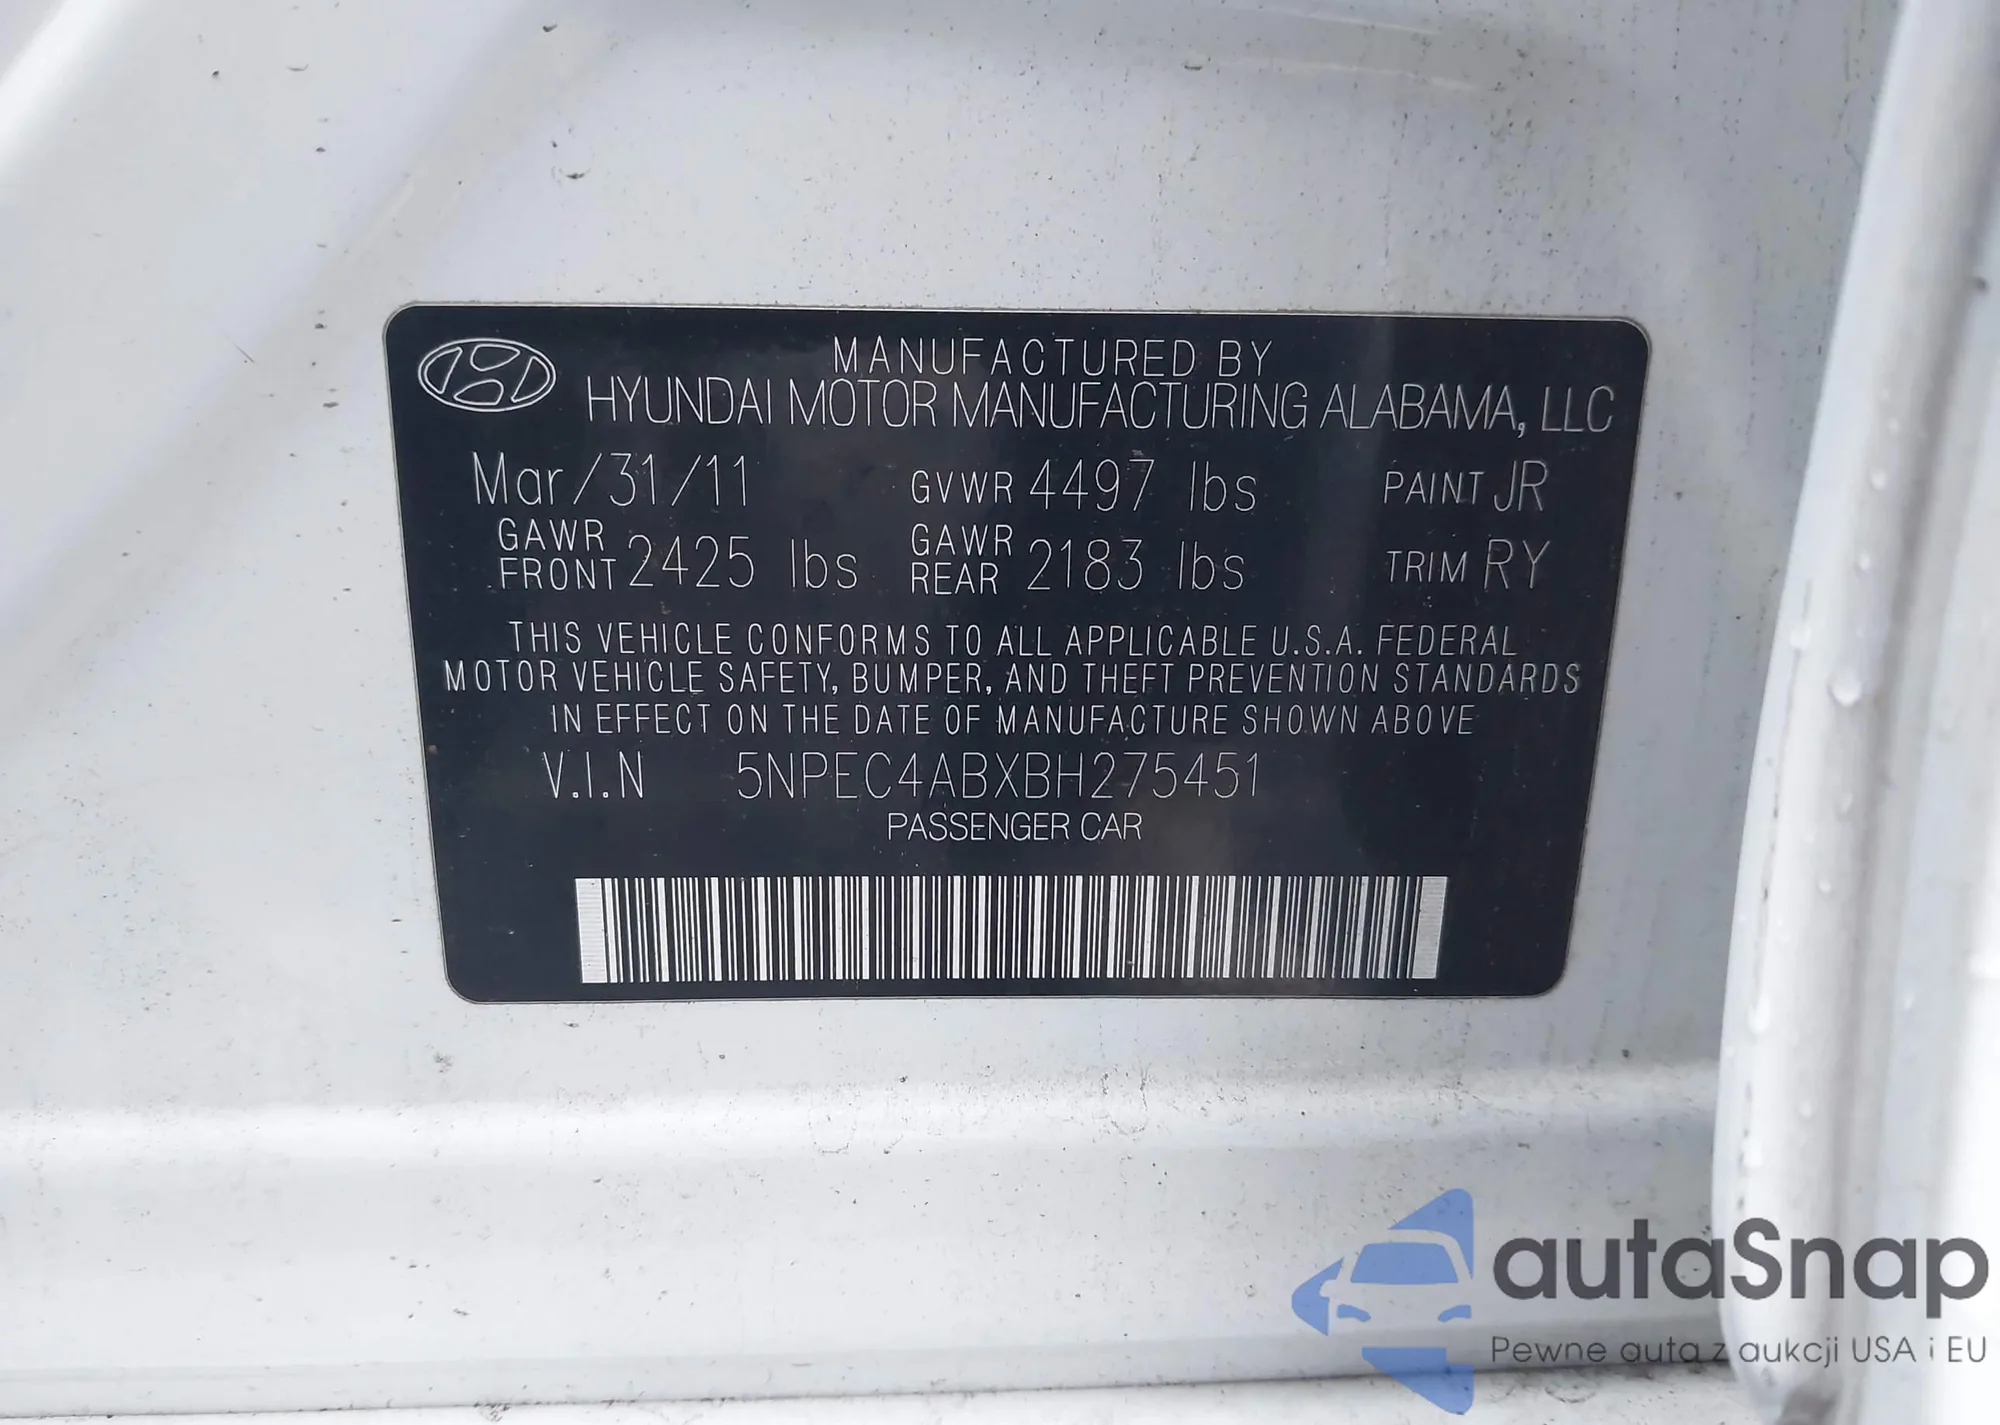 MANUFACTURED BY
HYUNDAI MOTOR MANUFACTURING ALABAMA, LLC
Mar/31/11 GVWR 4497 lbs PAINT JR
GAWR FRONT 2425 lbs GAWR REAR 2183 lbs TRIM RY
THIS VEHICLE CONFORMS TO ALL APPLICABLE U.S.A. FEDERAL
MOTOR VEHICLE SAFETY, BUMPER, AND THEFT PREVENTION STANDARDS
IN EFFECT ON THE DATE OF MANUFACTURE SHOWN ABOVE
V.I.N 5NPEC4ABXBH275451
PASSENGER CAR
autoSnap
Pewne auta z aukcji USA i EU